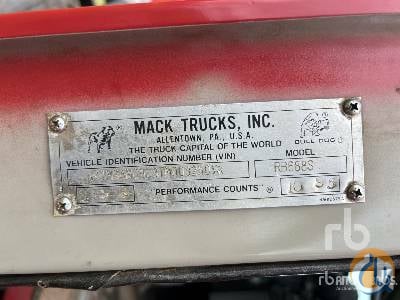 MACK TRUCKS, INC.
ALLENTOWN, PA., U.S.A.
THE TRUCK CAPITAL OF THE WORLD
BULL DOG
VEHICLE IDENTIFICATION NUMBER (VIN)
MODEL
RB688S
"PERFORMANCE COUNTS"®
rb